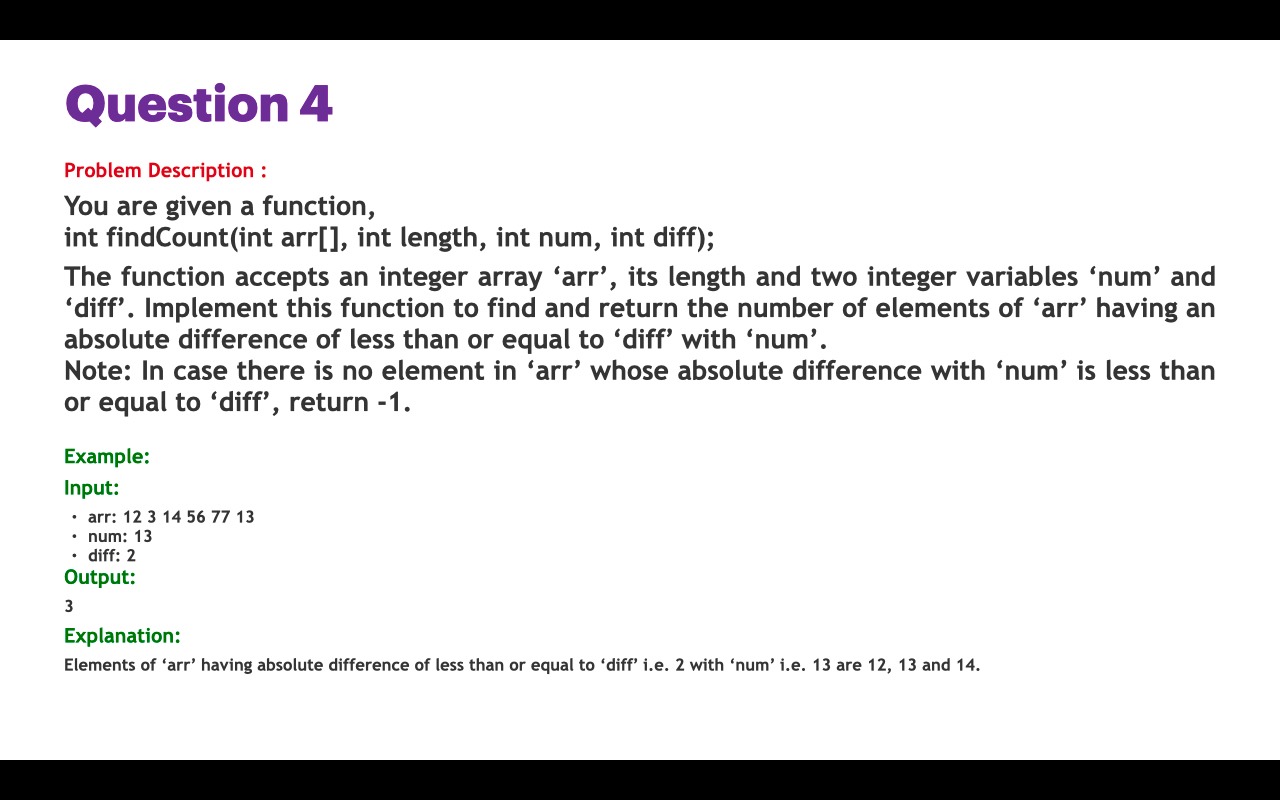 Question 4
Problem Description :
You are given a function,
int findCount(int arr[], int length, int num, int diff);
The function accepts an integer array ‘arr’, its length and two integer variables ‘num’ and
‘diff’. Implement this function to find and return the number of elements of ‘arr’ having an
absolute difference of less than or equal to ‘diff’ with ‘num’.
Note: In case there is no element in ‘arr’ whose absolute difference with ‘num’ is less than
or equal to ‘diff’, return -1.
Example:
Input:
• arr: 12 3 14 56 77 13
• num: 13
• diff: 2
Output:
3
Explanation:
Elements of ‘arr’ having absolute difference of less than or equal to ‘diff’ i.e. 2 with ‘num’ i.e. 13 are 12, 13 and 14.